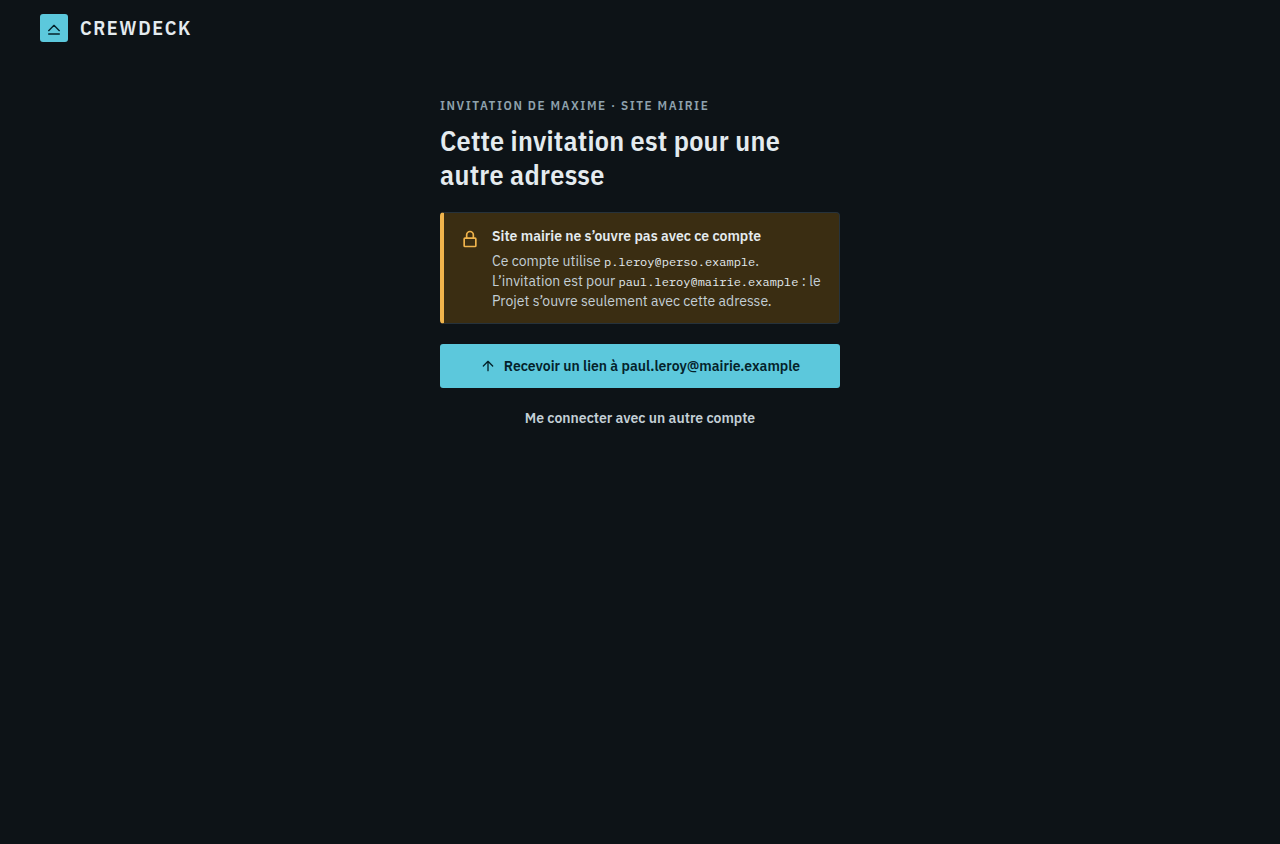 CREWDECK
INVITATION DE MAXIME · SITE MAIRIE
Cette invitation est pour une
autre adresse
Site mairie ne s’ouvre pas avec ce compte
Ce compte utilise p.leroy@perso.example.
L’invitation est pour paul.leroy@mairie.example : le
Projet s’ouvre seulement avec cette adresse.
Recevoir un lien à paul.leroy@mairie.example
Me connecter avec un autre compte